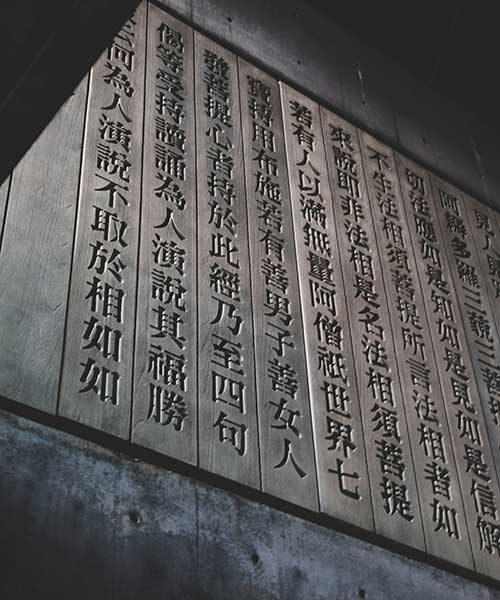 見人見
阿耨多羅三藐三菩
切法應如是知如是見如是信解
不生法相須菩提所言法相者如
來說即非法相是名法相須菩提
若有人以滿無量阿僧祇世界七
寶持用布施若有善男子善女人
發菩提心者持於此經乃至四句
偈等受持讀誦為人演說其福勝
云何為人演說不取於相如如